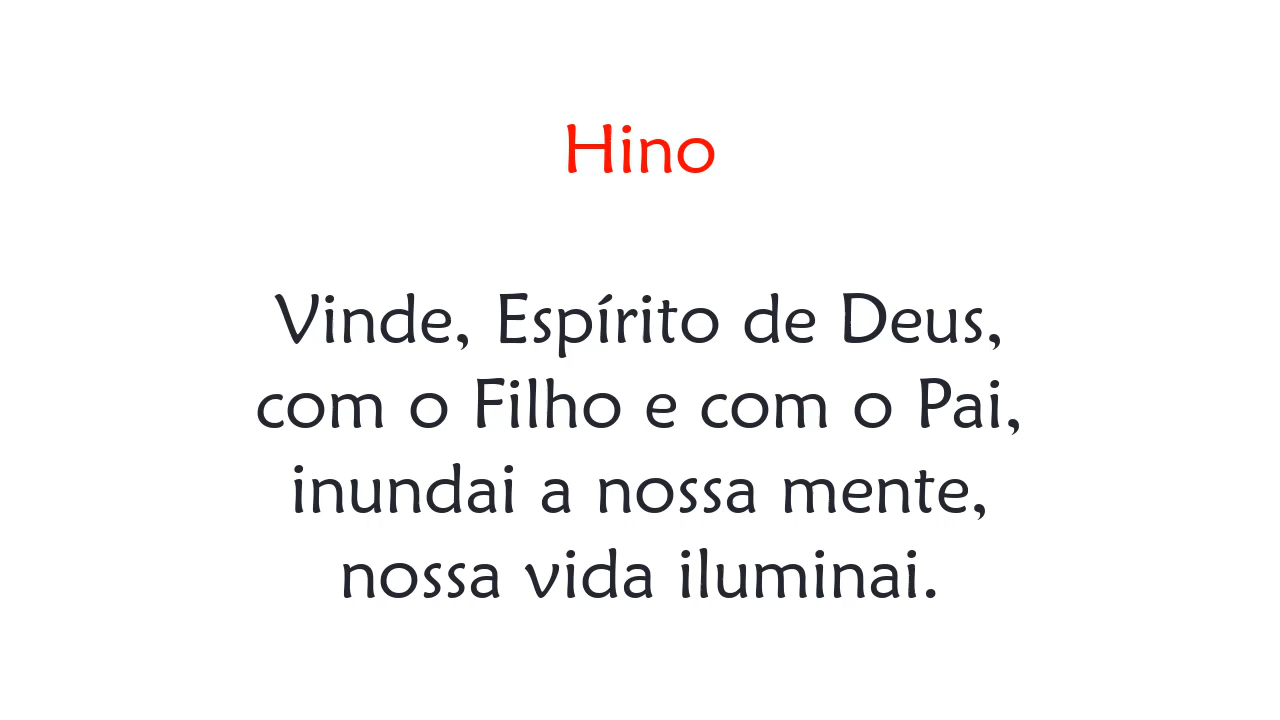 Hino
Vinde, Espírito de Deus,
com o Filho e com o Pai,
inundai a nossa mente,
nossa vida iluminai.